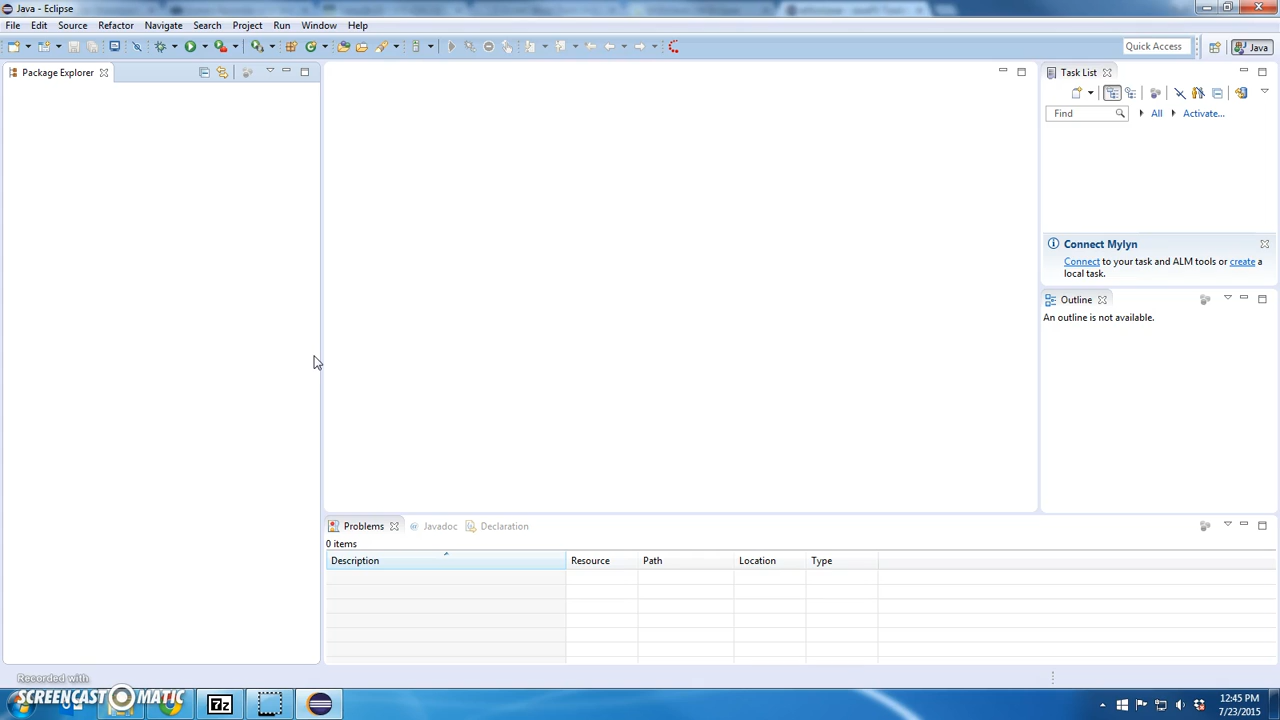 Java - Eclipse
File Edit Source Refactor Navigate Search Project Run Window Help
Quick Access
Java
Package Explorer
Task List
Find
All
Activate...
Connect Mylyn
Connect to your task and ALM tools or create a
local task.
Outline
An outline is not available.
Problems Javadoc Declaration
0 items
Description Resource Path Location Type
Recorded with
SCREENCAST MATIC
7z
12:45 PM
7/23/2015